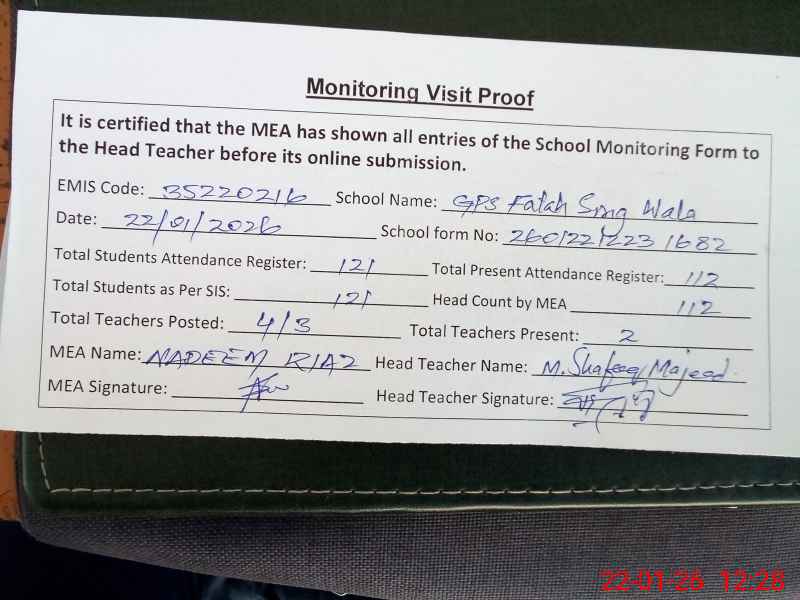 Monitoring Visit Proof
It is certified that the MEA has shown all entries of the School Monitoring Form to
the Head Teacher before its online submission.
EMIS Code: 35220216 School Name: GPS Fatah Sing Wala
Date: 22/01/2026 School form No: 26012212231682
Total Students Attendance Register: 121 Total Present Attendance Register: 112
Total Students as Per SIS: 121 Head Count by MEA 112
Total Teachers Posted: 4/3 Total Teachers Present: 2
MEA Name: NADEEM RIAZ Head Teacher Name: M. Shafeeq Majeed
MEA Signature: Head Teacher Signature:
22-01-26 12:28